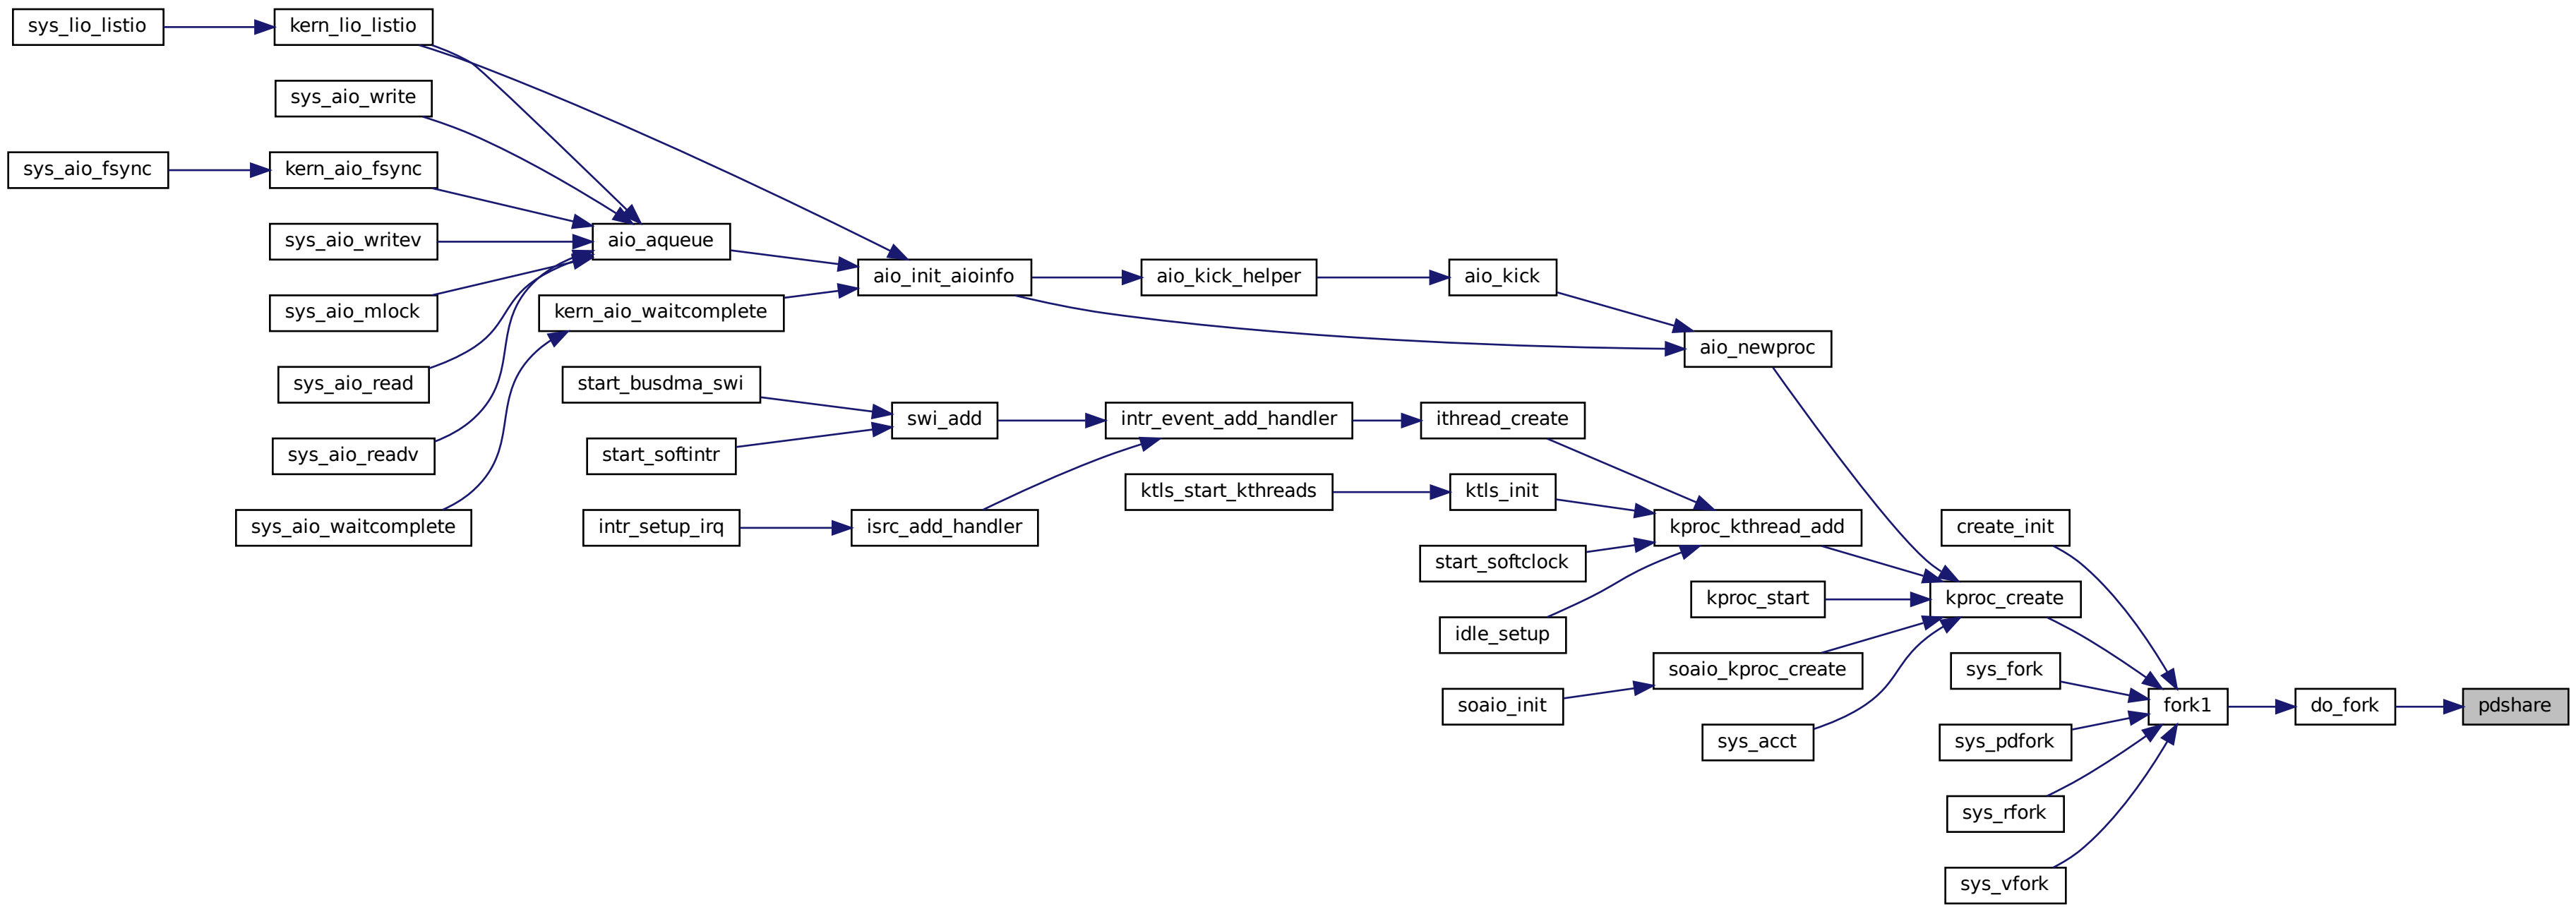 sys_lio_listio
kern_lio_listio
sys_aio_write
sys_aio_fsync
kern_aio_fsync
sys_aio_writev
aio_aqueue
sys_aio_mlock
kern_aio_waitcomplete
aio_init_aioinfo
aio_kick_helper
aio_kick
aio_newproc
sys_aio_read
start_busdma_swi
swi_add
intr_event_add_handler
ithread_create
sys_aio_readv
start_softintr
ktls_start_kthreads
ktls_init
sys_aio_waitcomplete
intr_setup_irq
isrc_add_handler
kproc_kthread_add
create_init
start_softclock
kproc_start
kproc_create
idle_setup
soaio_kproc_create
sys_fork
soaio_init
fork1
do_fork
pdshare
sys_acct
sys_pdfork
sys_rfork
sys_vfork